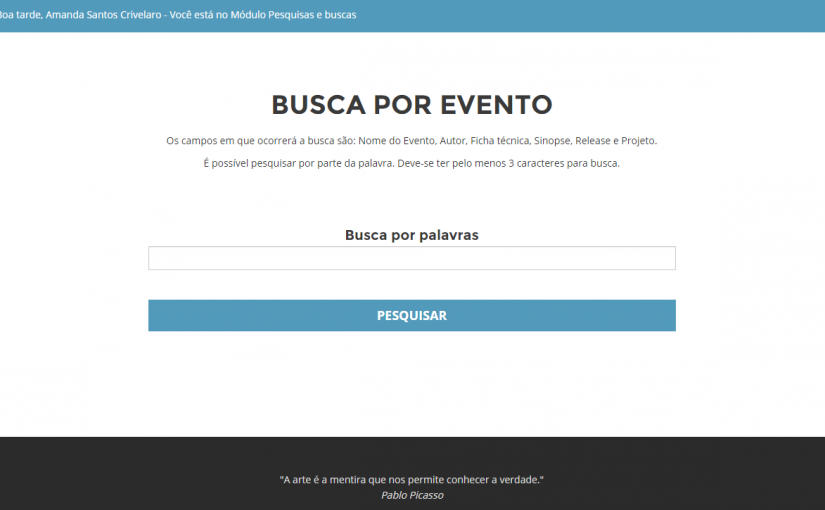 Boa tarde, Amanda Santos Crivelaro - Você está no Módulo Pesquisas e buscas
BUSCA POR EVENTO
Os campos em que ocorrerá a busca são: Nome do Evento, Autor, Ficha técnica, Sinopse, Release e Projeto.
É possível pesquisar por parte da palavra. Deve-se ter pelo menos 3 caracteres para busca.
Busca por palavras
PESQUISAR
"A arte é a mentira que nos permite conhecer a verdade."
Pablo Picasso